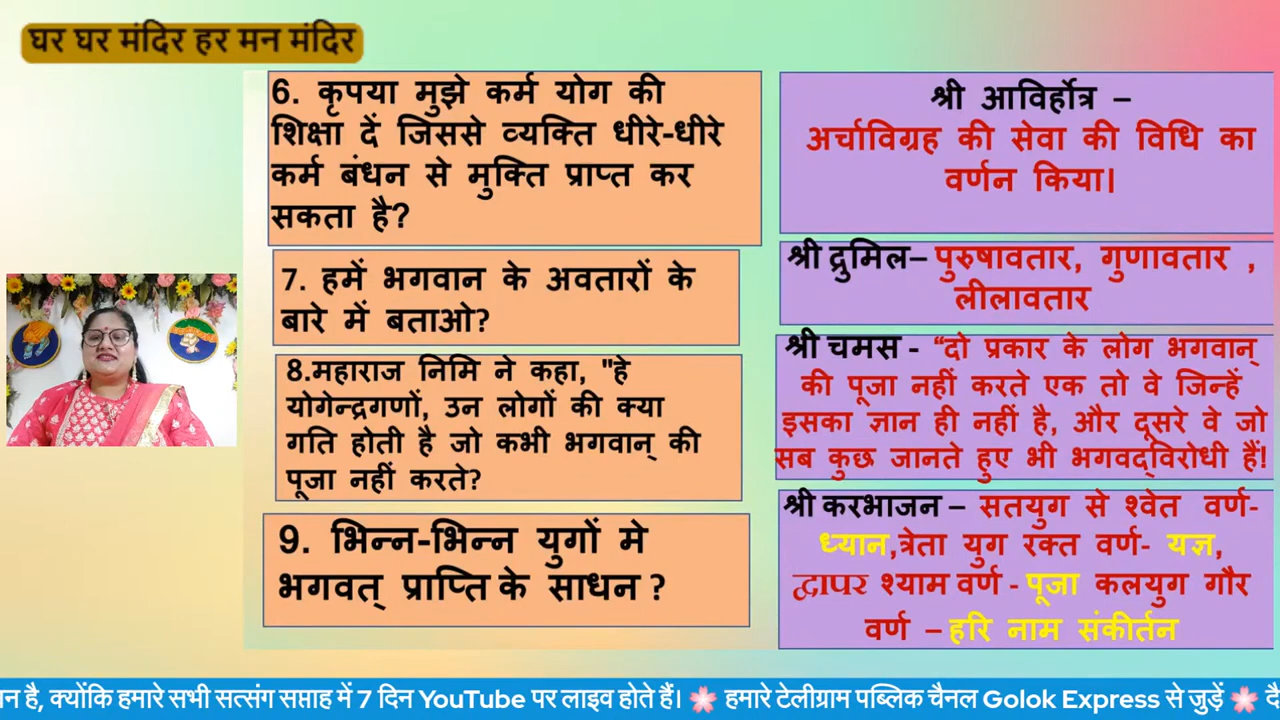 घर घर मंदिर हर मन मंदिर
6. कृपया मुझे कर्म योग की
शिक्षा दें जिससे व्यक्ति धीरे-धीरे
कर्म बंधन से मुक्ति प्राप्त कर
सकता है?
श्री आविर्होत्र –
अर्चाविग्रह की सेवा की विधि का
वर्णन किया।
7. हमें भगवान के अवतारों के
बारे में बताओ?
श्री द्रुमिल– पुरुषावतार, गुणावतार ,
लीलावतार
8.महाराज निमि ने कहा, "हे
योगेन्द्रगणों, उन लोगों की क्या
गति होती है जो कभी भगवान् की
पूजा नहीं करते?
श्री चमस - “दो प्रकार के लोग भगवान्
की पूजा नहीं करते एक तो वे जिन्हें
इसका ज्ञान ही नहीं है, और दूसरे वे जो
सब कुछ जानते हुए भी भगवद्विरोधी हैं!
9. भिन्न-भिन्न युगों मे
भगवत् प्राप्ति के साधन ?
श्री करभाजन – सतयुग से श्वेत वर्ण-
ध्यान,त्रेता युग रक्त वर्ण- यज्ञ,
द्वापर श्याम वर्ण - पूजा कलयुग गौर
वर्ण – हरि नाम संकीर्तन
है, क्योंकि हमारे सभी सत्संग सप्ताह में 7 दिन YouTube पर लाइव होते हैं। 🌸 हमारे टेलीग्राम पब्लिक चैनल Golok Express से जुड़ें 🌸